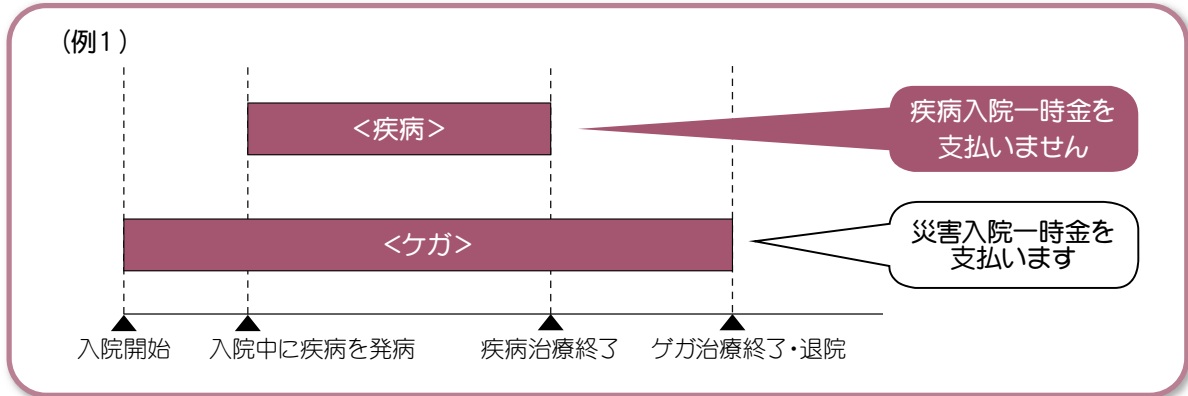 (例1)
<疾病>
疾病入院一時金を
支払いません
<ケガ>
災害入院一時金を
支払います
入院開始
入院中に疾病を発病
疾病治療終了
ゲガ治療終了・退院